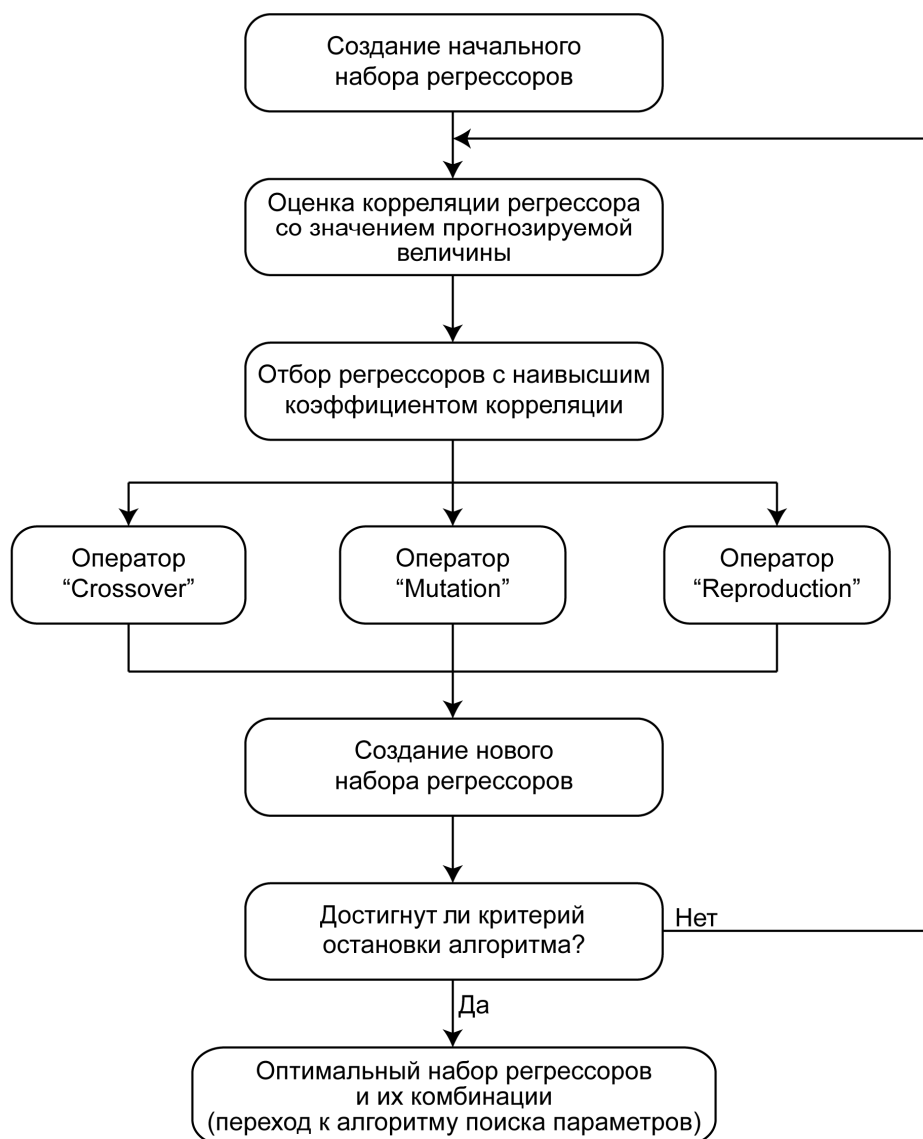 Создание начального
набора регрессоров
Оценка корреляции регрессора
со значением прогнозируемой
величины
Отбор регрессоров с наивысшим
коэффициентом корреляции
Оператор
“Crossover”
Оператор
“Mutation”
Оператор
“Reproduction”
Создание нового
набора регрессоров
Достигнут ли критерий
остановки алгоритма?
Нет
Да
Оптимальный набор регрессоров
и их комбинации
(переход к алгоритму поиска параметров)